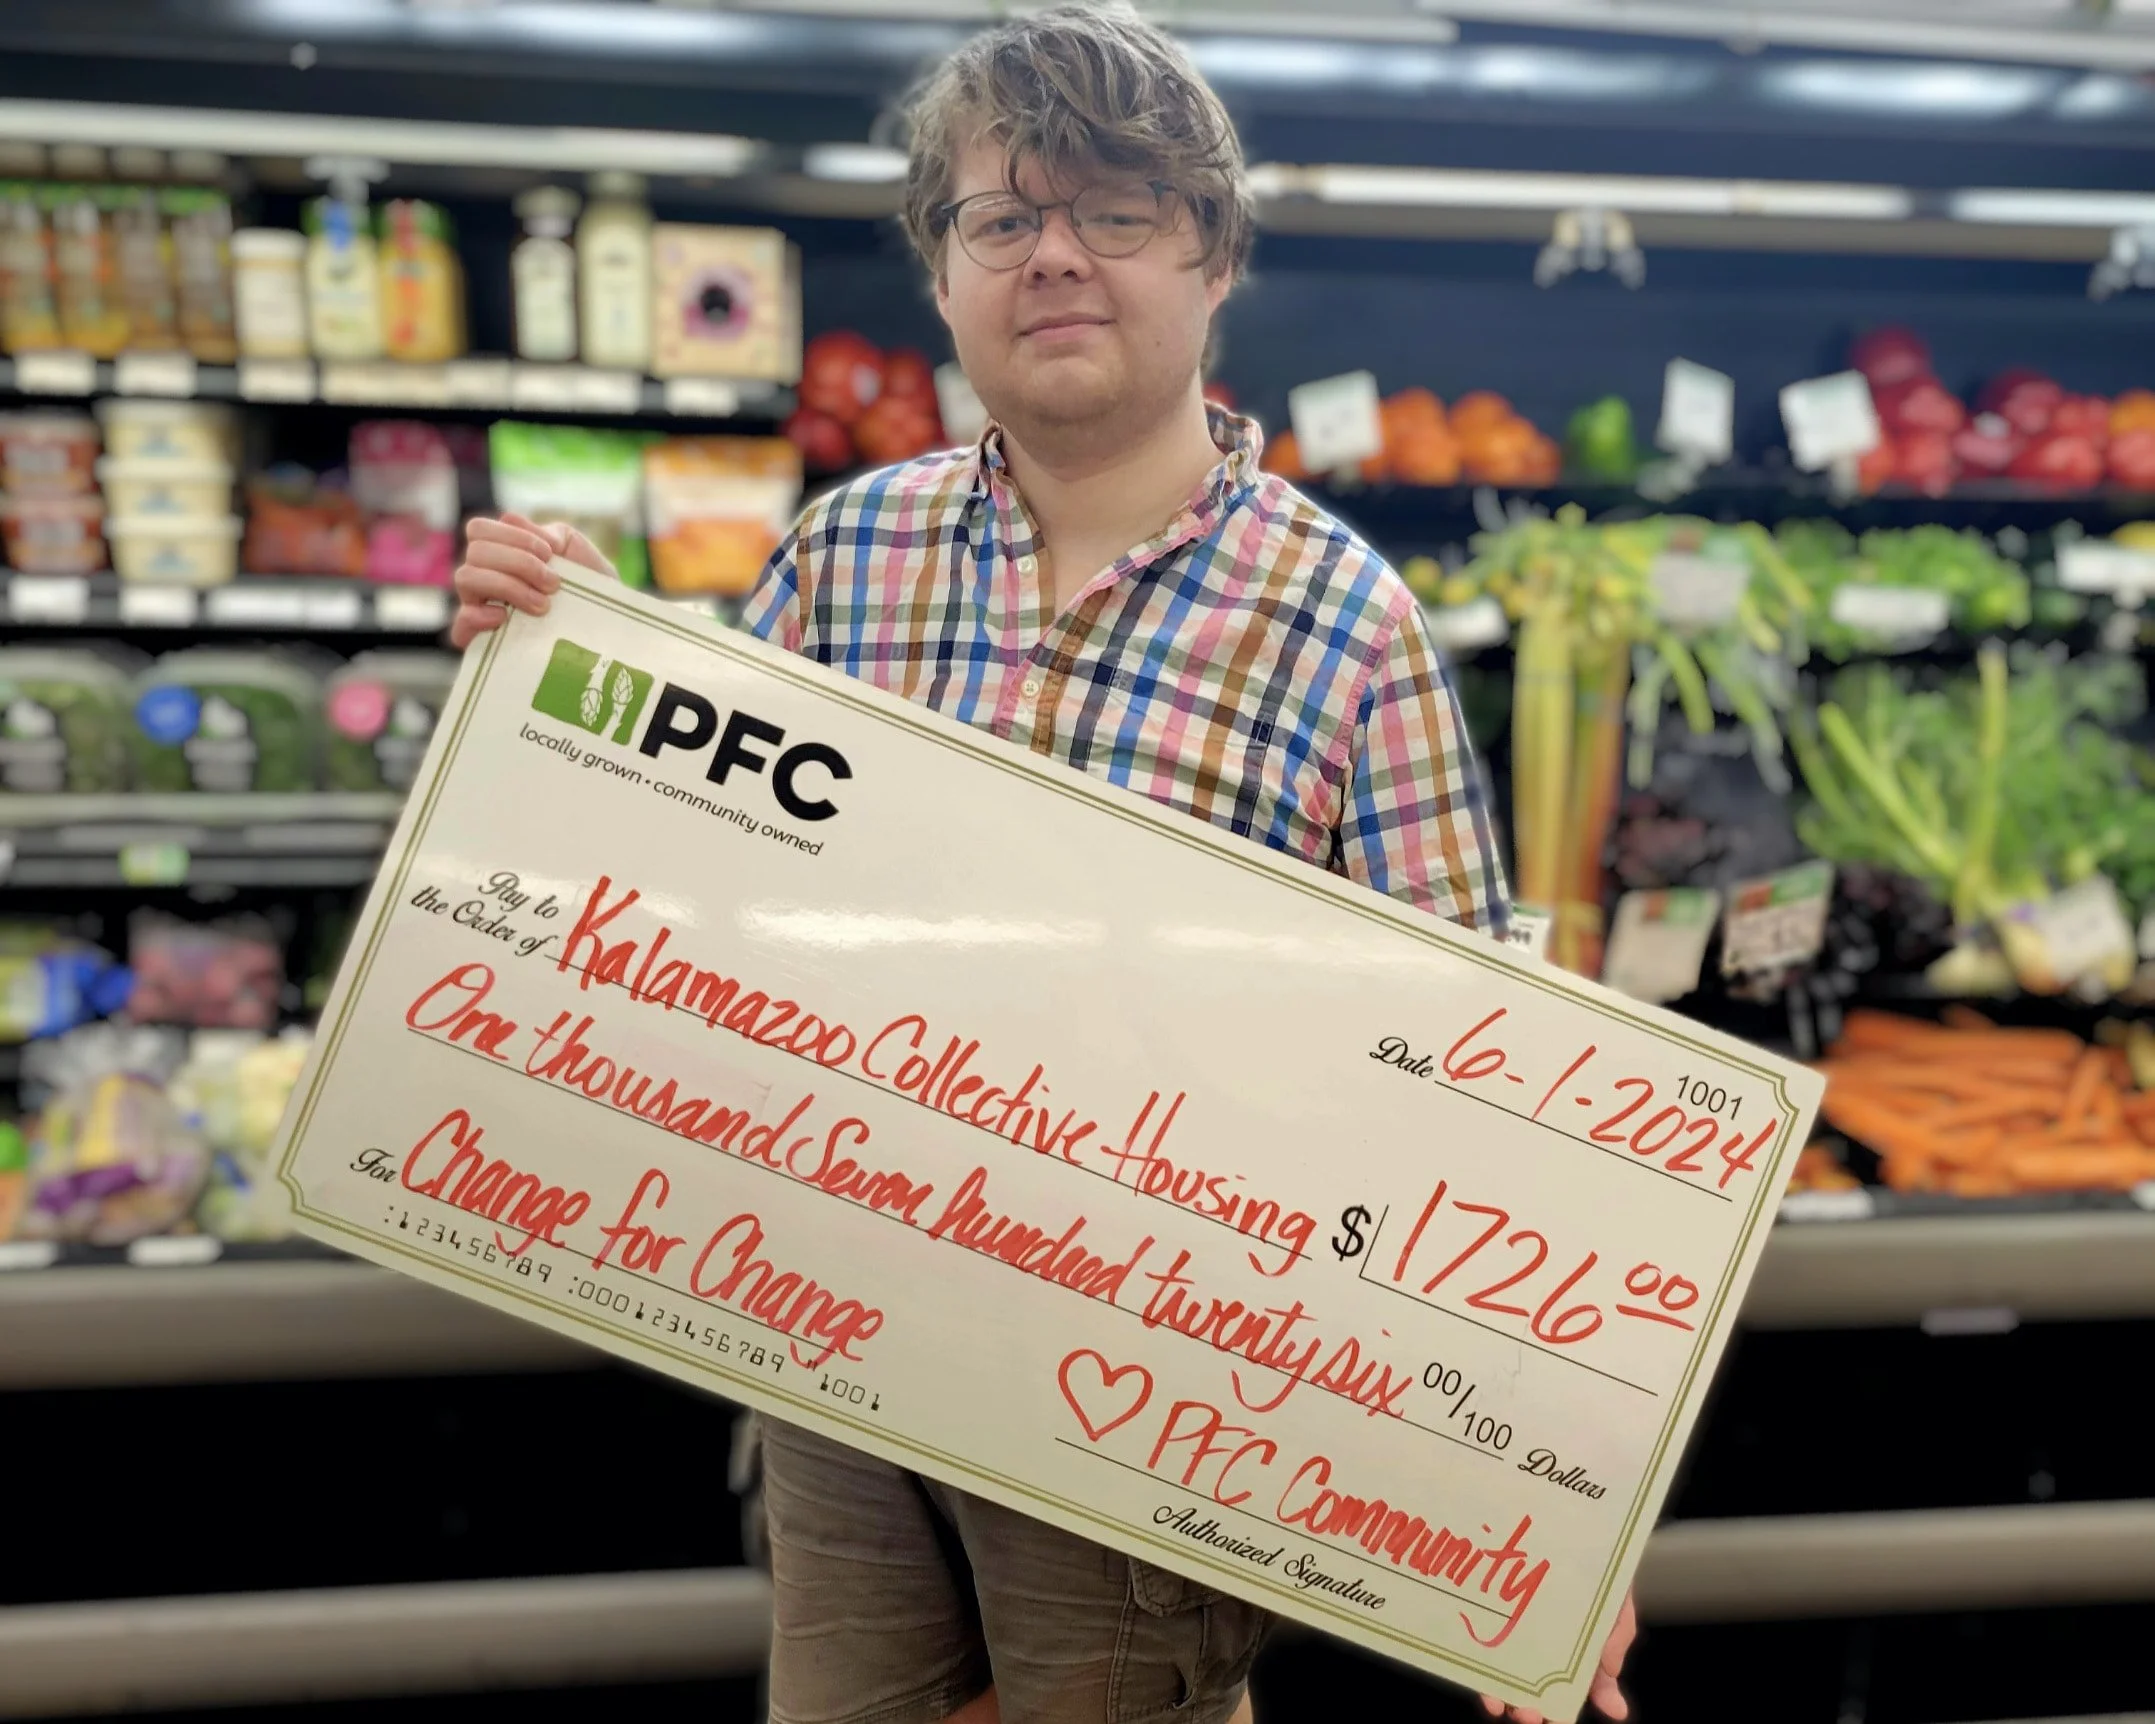 PFC
locally grown • community owned
1001
Date 6-1-2024
Pay to
the Order of Kalamazoo Collective Housing $ 1726 00
One thousand Seven hundred twenty six 00/100 Dollars
For Change for Change
♡ PFC Community
Authorized Signature
:123456789 :000123456789 "1001